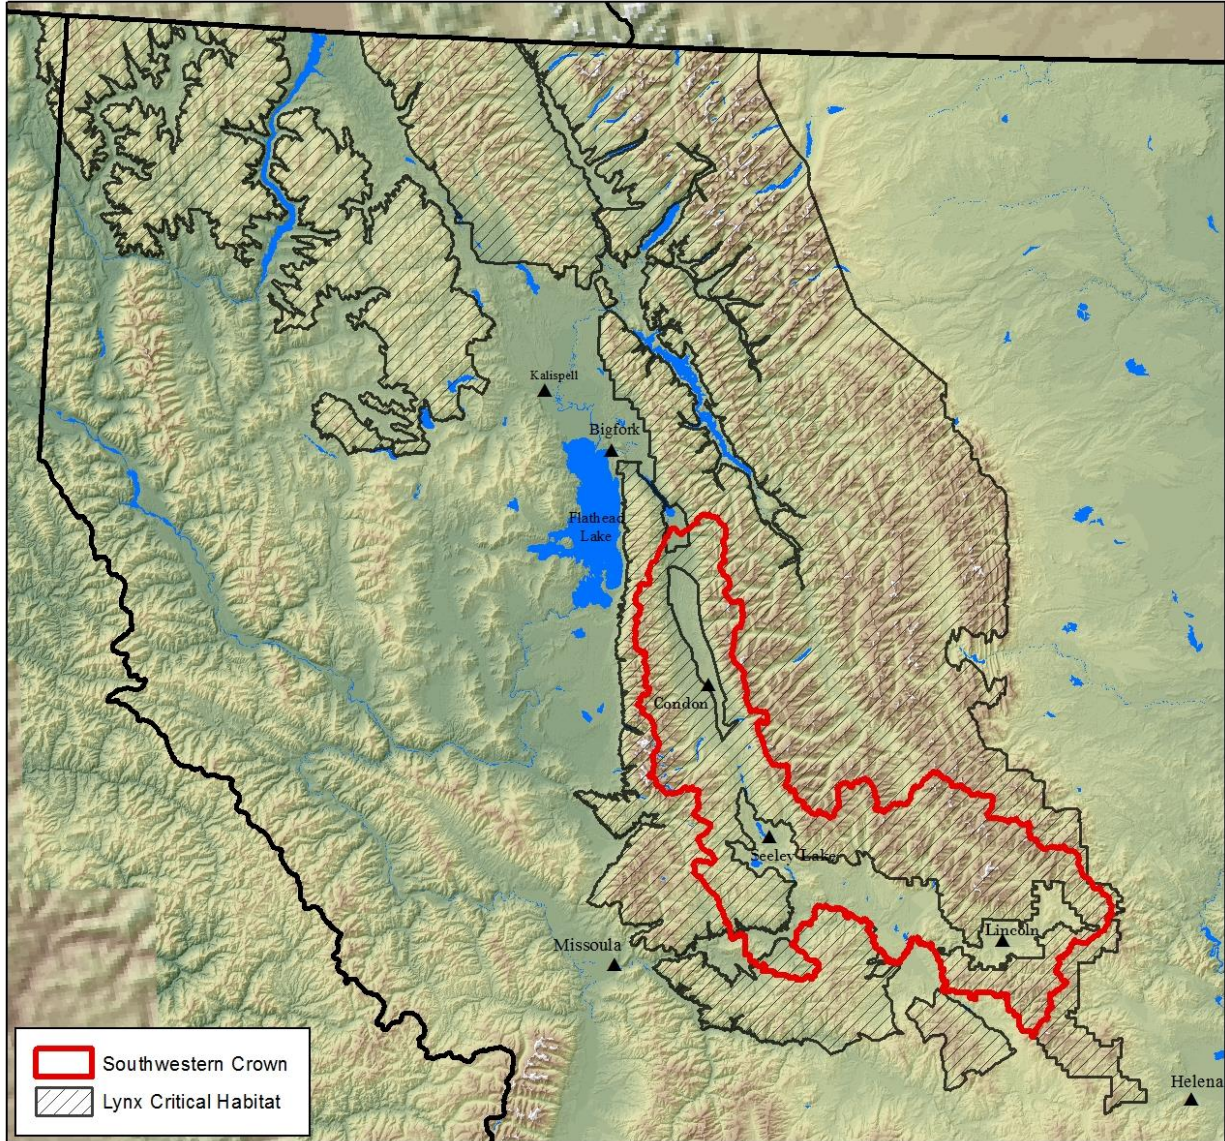 Kalispell
Bigfork
Flathead
Lake
Condon
Seeley Lake
Lincoln
Missoula
Helena
Southwestern Crown
Lynx Critical Habitat